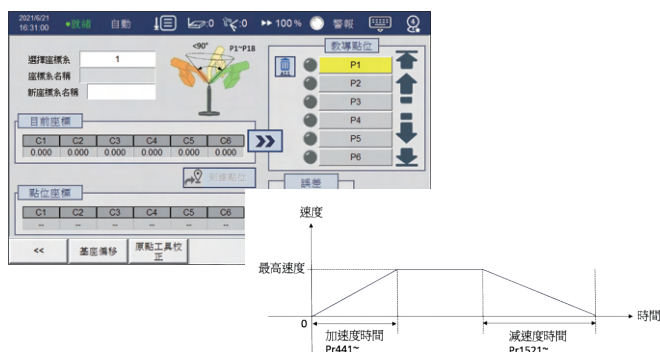 2021/6/21
16:31:00
•就緒
自動
:0
:0
100 %
警報
<90°
P1~P18
教導點位
選擇座標系
1
座標系名稱
新座標系名稱
P1
P2
P3
P4
P5
P6
目前座標
C1 C2 C3 C4 C5 C6
0.000 0.000 0.000 0.000 0.000 0.000
誤差
點位座標
C1 C2 C3 C4 C5 C6
-- -- -- -- -- --
<<
基座偏移
原點工具校
正
速度
最高速度
0
時間
加速度時間
Pr441~
減速度時間
Pr1521~